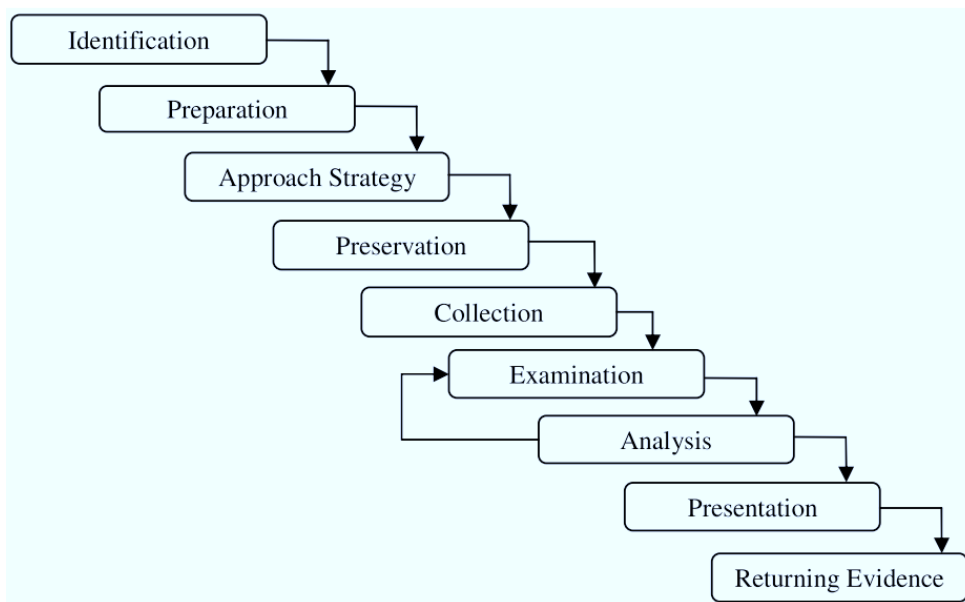 Identification
Preparation
Approach Strategy
Preservation
Collection
Examination
Analysis
Presentation
Returning Evidence